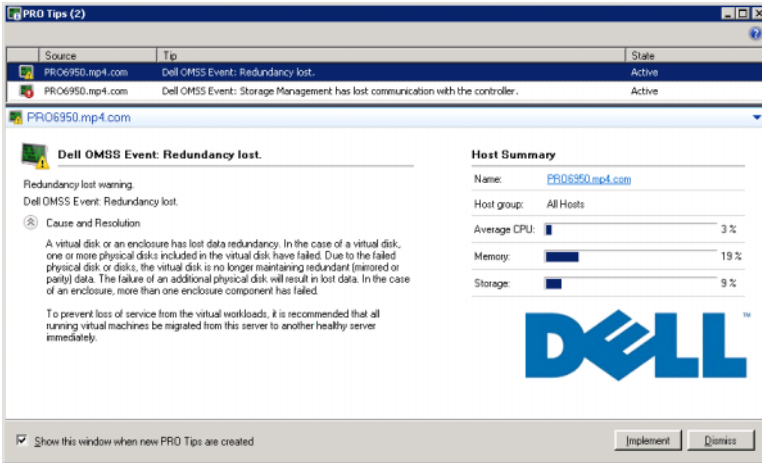 PRO Tips (2)
Source Tip State
PRO6950.mp4.com Dell OMSS Event: Redundancy lost. Active
PRO6950.mp4.com Dell OMSS Event: Storage Management has lost communication with the controller. Active
PRO6950.mp4.com
Dell OMSS Event: Redundancy lost.
Redundancy lost warning.
Dell OMSS Event: Redundancy lost.
Cause and Resolution
A virtual disk or an enclosure has lost data redundancy. In the case of a virtual disk,
one or more physical disks included in the virtual disk have failed. Due to the failed
physical disk or disks, the virtual disk is no longer maintaining redundant (mirrored or
parity) data. The failure of an additional physical disk will result in lost data. In the case
of an enclosure, more than one enclosure component has failed.
To prevent loss of service from the virtual workloads, it is recommended that all
running virtual machines be migrated from this server to another healthy server
immediately.
Host Summary
Name: PRO6950.mp4.com
Host group: All Hosts
Average CPU: 3 %
Memory: 19 %
Storage: 9 %
DELL™
Show this window when new PRO Tips are created
Implement Dismiss